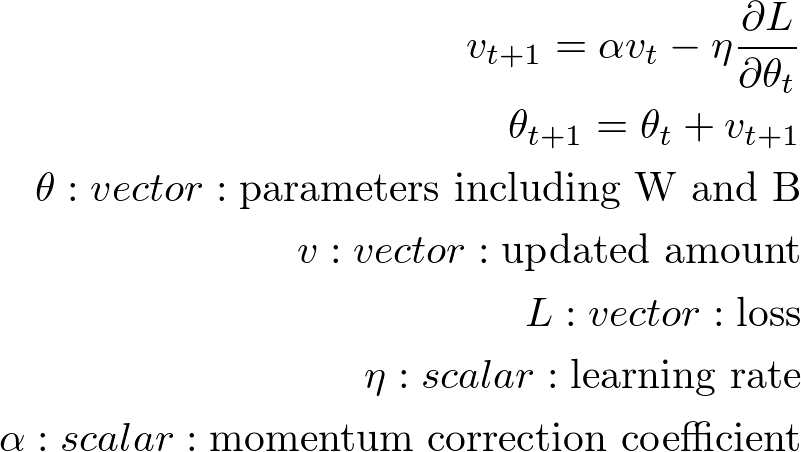 v_{t+1} = αv_t − η \frac{∂L}{∂θ_t}
θ_{t+1} = θ_t + v_{t+1}
θ : vector : parameters including W and B
v : vector : updated amount
L : vector : loss
η : scalar : learning rate
α : scalar : momentum correction coefficient